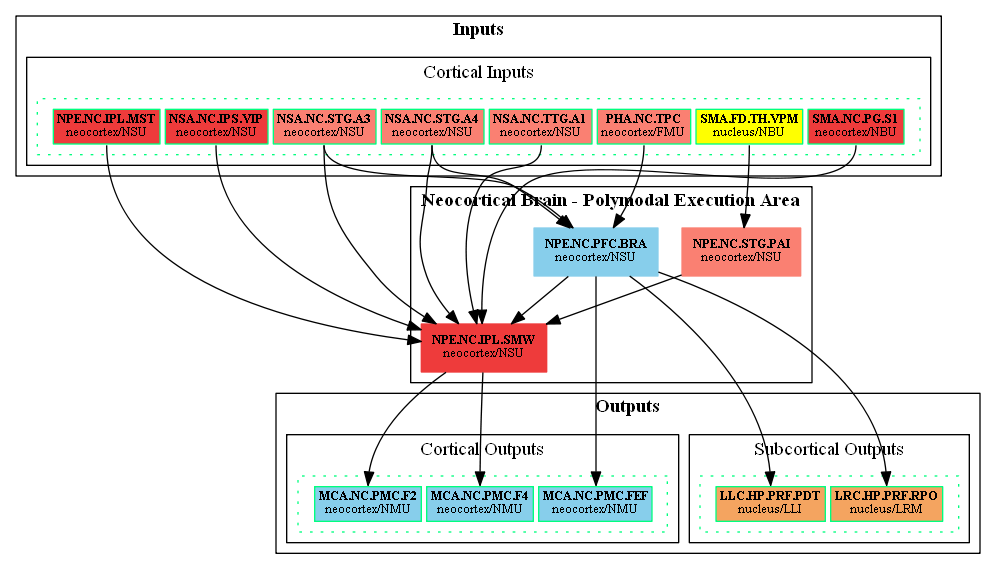 Inputs
Cortical Inputs
NPE.NC.IPL.MST
neocortex/NSU
NSA.NC.IPS.VIP
neocortex/NSU
NSA.NC.STG.A3
neocortex/NSU
NSA.NC.STG.A4
neocortex/NSU
NSA.NC.TTG.A1
neocortex/NSU
PHA.NC.TPC
neocortex/FMU
SMA.FD.TH.VPM
nucleus/NBU
SMA.NC.PG.S1
neocortex/NBU
Neocortical Brain - Polymodal Execution Area
NPE.NC.PFC.BRA
neocortex/NSU
NPE.NC.STG.PAI
neocortex/NSU
NPE.NC.IPL.SMW
neocortex/NSU
Outputs
Cortical Outputs
MCA.NC.PMC.F2
neocortex/NMU
MCA.NC.PMC.F4
neocortex/NMU
MCA.NC.PMC.FEF
neocortex/NMU
Subcortical Outputs
LLC.HP.PRF.PDT
nucleus/LLI
LRC.HP.PRF.RPO
nucleus/LRM